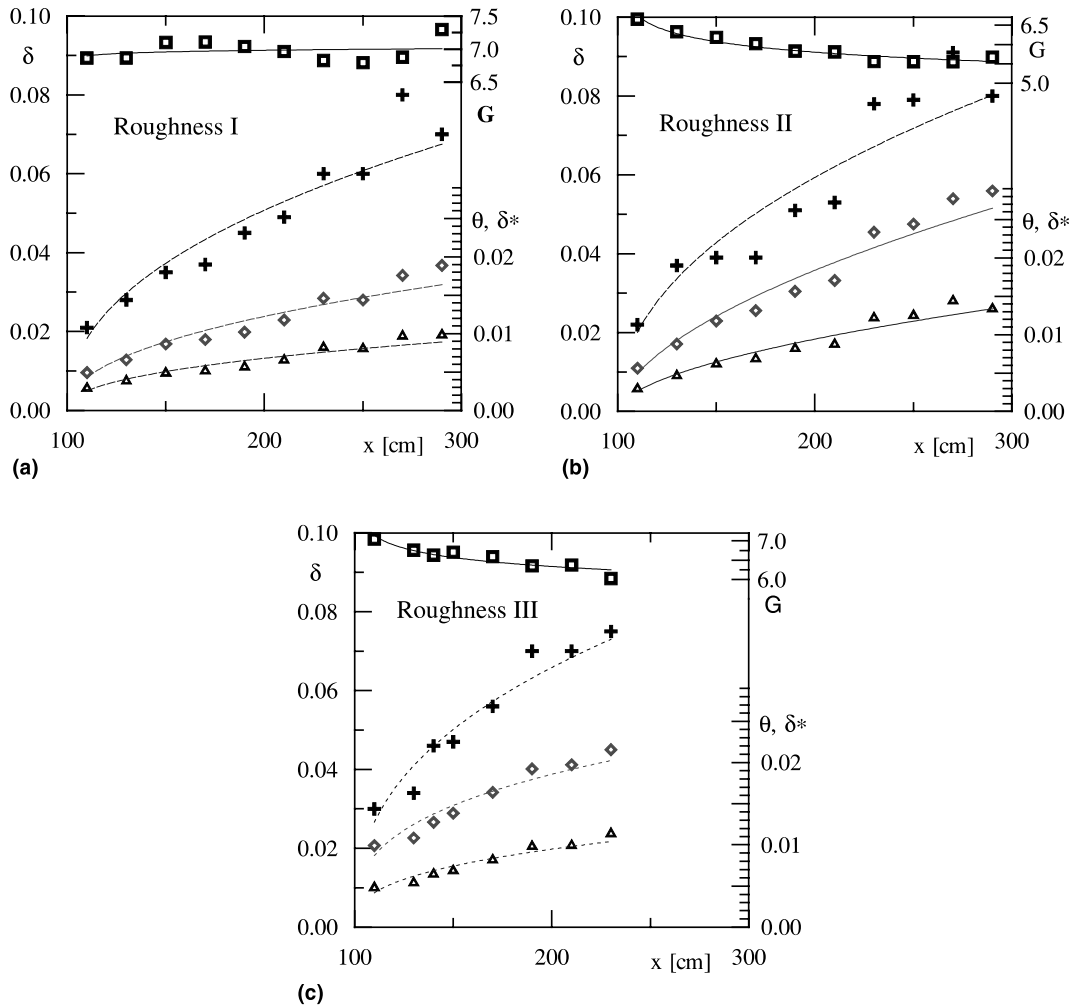 0.10
δ
0.08
0.06
0.04
0.02
0.00
7.5
7.0
6.5
G
Roughness I
θ, δ*
0.02
0.01
0.00
100
200
x [cm]
300
(a)
0.10
δ
0.08
0.06
0.04
0.02
0.00
6.5
G
5.0
Roughness II
θ, δ*
0.02
0.01
0.00
100
200
x [cm]
300
(b)
0.10
δ
0.08
0.06
0.04
0.02
0.00
7.0
6.0
G
Roughness III
θ, δ*
0.02
0.01
0.00
100
200
x [cm]
300
(c)